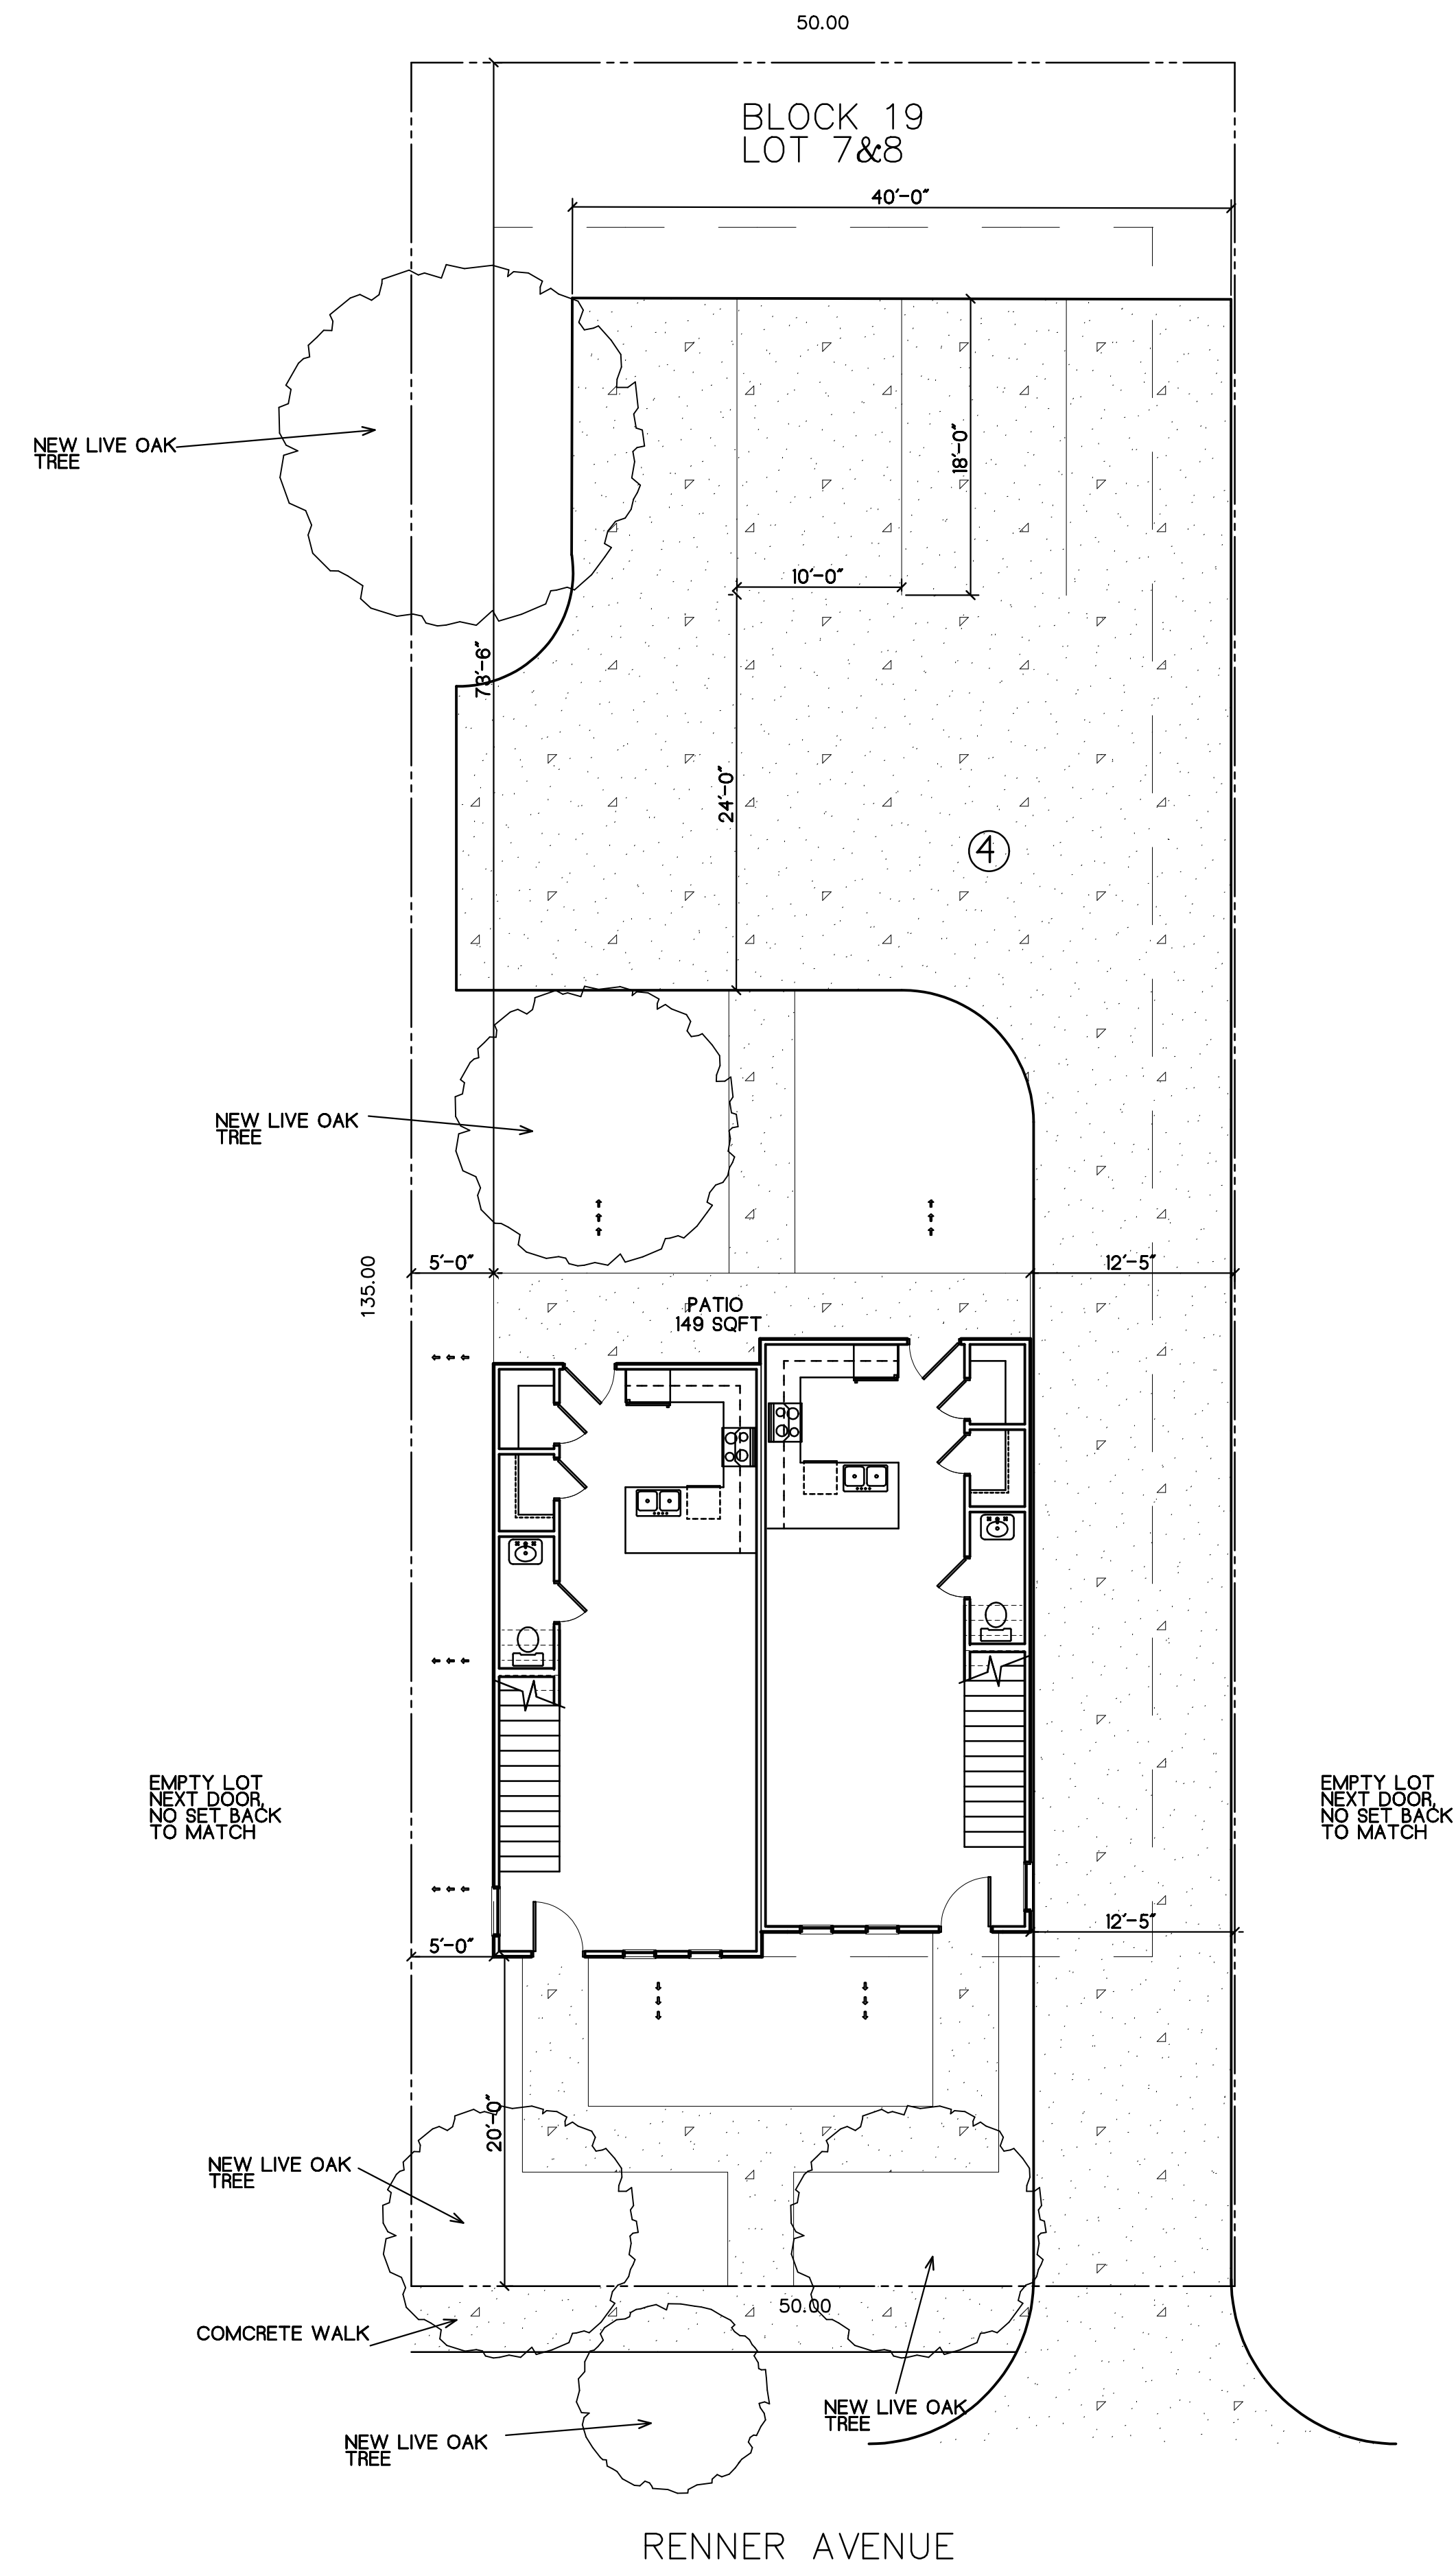 50.00
BLOCK 19
LOT 7&8
40'-0"
NEW LIVE OAK
TREE
18'-0"
10'-0"
78'-6"
24'-0"
4
NEW LIVE OAK
TREE
135.00
5'-0"
12'-5"
PATIO
149 SQFT
EMPTY LOT
NEXT DOOR,
NO SET BACK
TO MATCH
EMPTY LOT
NEXT DOOR,
NO SET BACK
TO MATCH
5'-0"
12'-5"
20'-0"
NEW LIVE OAK
TREE
50.00
COMCRETE WALK
NEW LIVE OAK
TREE
NEW LIVE OAK
TREE
RENNER AVENUE